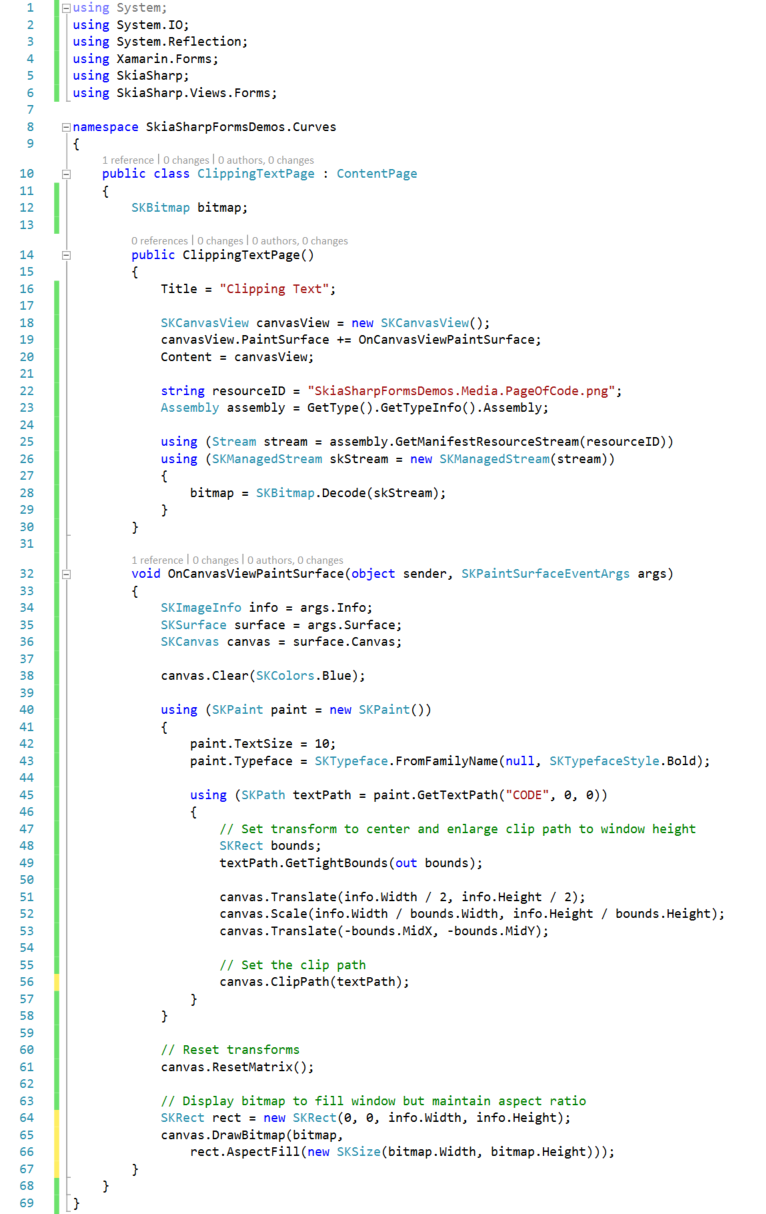 1 using System;
2 using System.IO;
3 using System.Reflection;
4 using Xamarin.Forms;
5 using SkiaSharp;
6 using SkiaSharp.Views.Forms;
7
8 namespace SkiaSharpFormsDemos.Curves
9 {
1 reference | 0 changes | 0 authors, 0 changes
10 public class ClippingTextPage : ContentPage
11 {
12 SKBitmap bitmap;
13
0 references | 0 changes | 0 authors, 0 changes
14 public ClippingTextPage()
15 {
16 Title = "Clipping Text";
17
18 SKCanvasView canvasView = new SKCanvasView();
19 canvasView.PaintSurface += OnCanvasViewPaintSurface;
20 Content = canvasView;
21
22 string resourceID = "SkiaSharpFormsDemos.Media.PageOfCode.png";
23 Assembly assembly = GetType().GetTypeInfo().Assembly;
24
25 using (Stream stream = assembly.GetManifestResourceStream(resourceID))
26 using (SKManagedStream skStream = new SKManagedStream(stream))
27 {
28 bitmap = SKBitmap.Decode(skStream);
29 }
30 }
31
1 reference | 0 changes | 0 authors, 0 changes
32 void OnCanvasViewPaintSurface(object sender, SKPaintSurfaceEventArgs args)
33 {
34 SKImageInfo info = args.Info;
35 SKSurface surface = args.Surface;
36 SKCanvas canvas = surface.Canvas;
37
38 canvas.Clear(SKColors.Blue);
39
40 using (SKPaint paint = new SKPaint())
41 {
42 paint.TextSize = 10;
43 paint.Typeface = SKTypeface.FromFamilyName(null, SKTypefaceStyle.Bold);
44
45 using (SKPath textPath = paint.GetTextPath("CODE", 0, 0))
46 {
47 // Set transform to center and enlarge clip path to window height
48 SKRect bounds;
49 textPath.GetTightBounds(out bounds);
50
51 canvas.Translate(info.Width / 2, info.Height / 2);
52 canvas.Scale(info.Width / bounds.Width, info.Height / bounds.Height);
53 canvas.Translate(-bounds.MidX, -bounds.MidY);
54
55 // Set the clip path
56 canvas.ClipPath(textPath);
57 }
58 }
59
60 // Reset transforms
61 canvas.ResetMatrix();
62
63 // Display bitmap to fill window but maintain aspect ratio
64 SKRect rect = new SKRect(0, 0, info.Width, info.Height);
65 canvas.DrawBitmap(bitmap,
66 rect.AspectFill(new SKSize(bitmap.Width, bitmap.Height)));
67 }
68 }
69 }